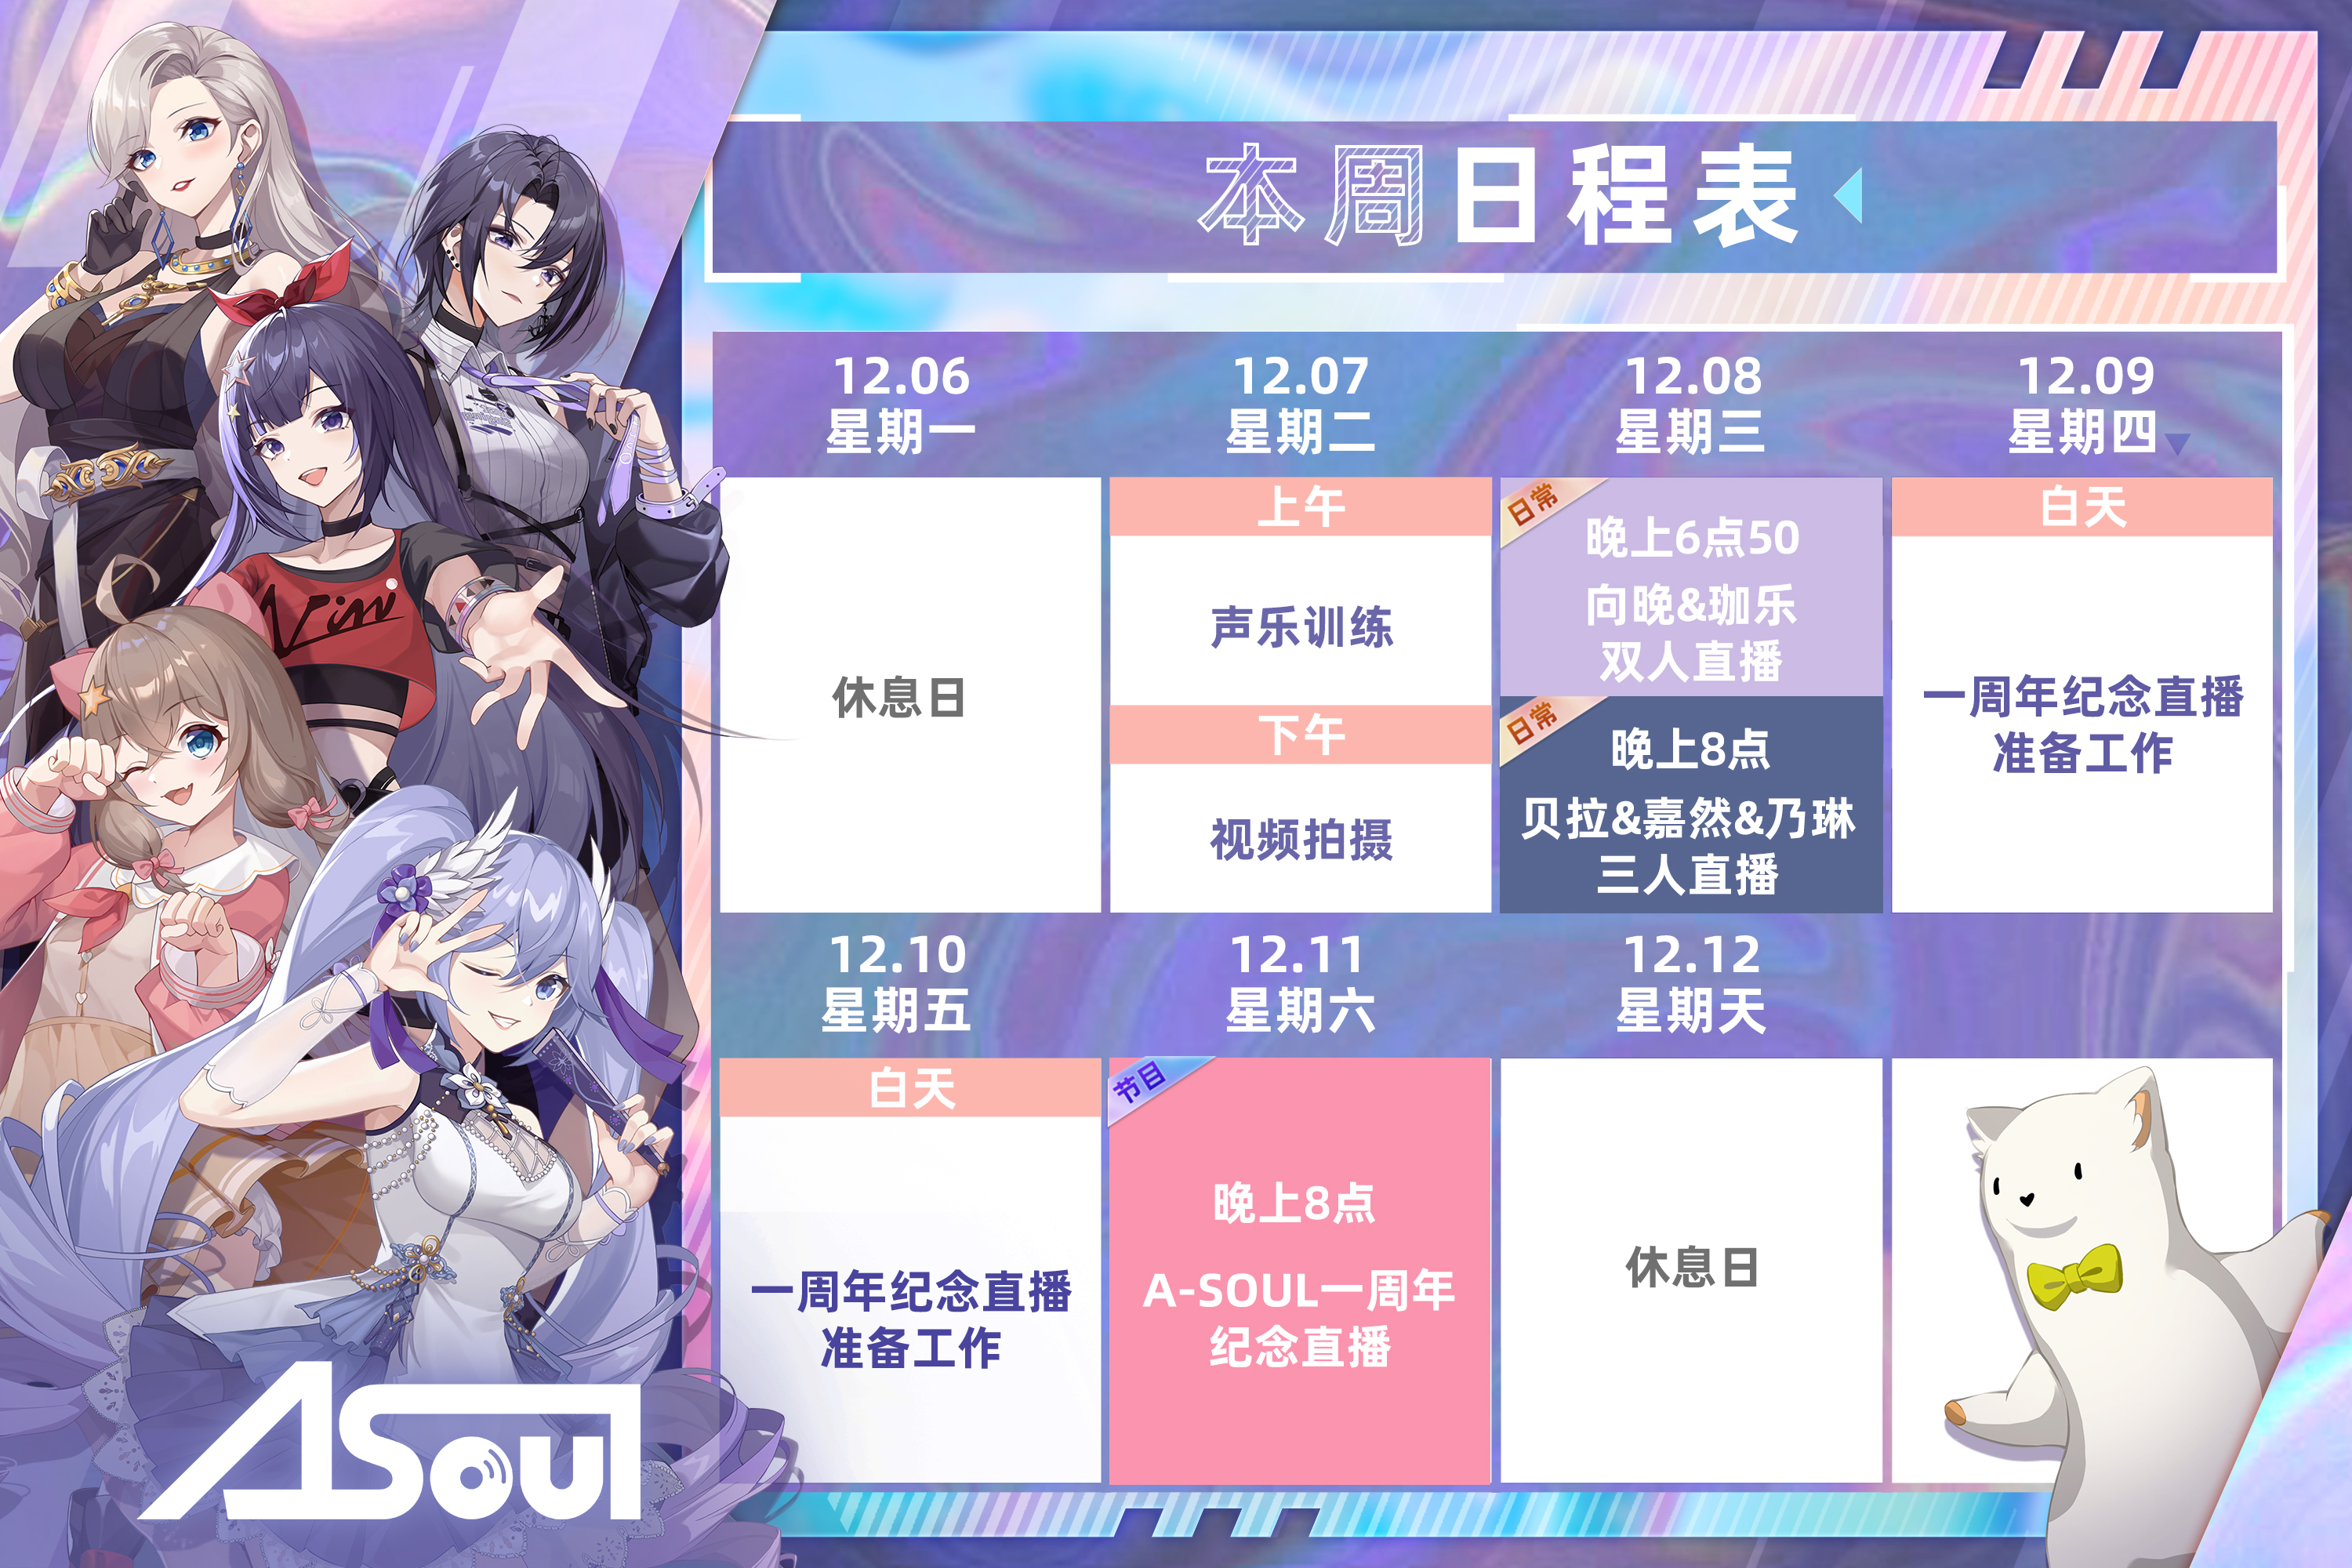 本周日程表
12.06
星期一
休息日
12.07
星期二
上午
声乐训练
下午
视频拍摄
12.08
星期三
日常
晚上6点50
向晚&珈乐
双人直播
日常
晚上8点
贝拉&嘉然&乃琳
三人直播
12.09
星期四
白天
一周年纪念直播
准备工作
12.10
星期五
白天
一周年纪念直播
准备工作
12.11
星期六
节目
晚上8点
A-SOUL一周年
纪念直播
12.12
星期天
休息日
ASoul